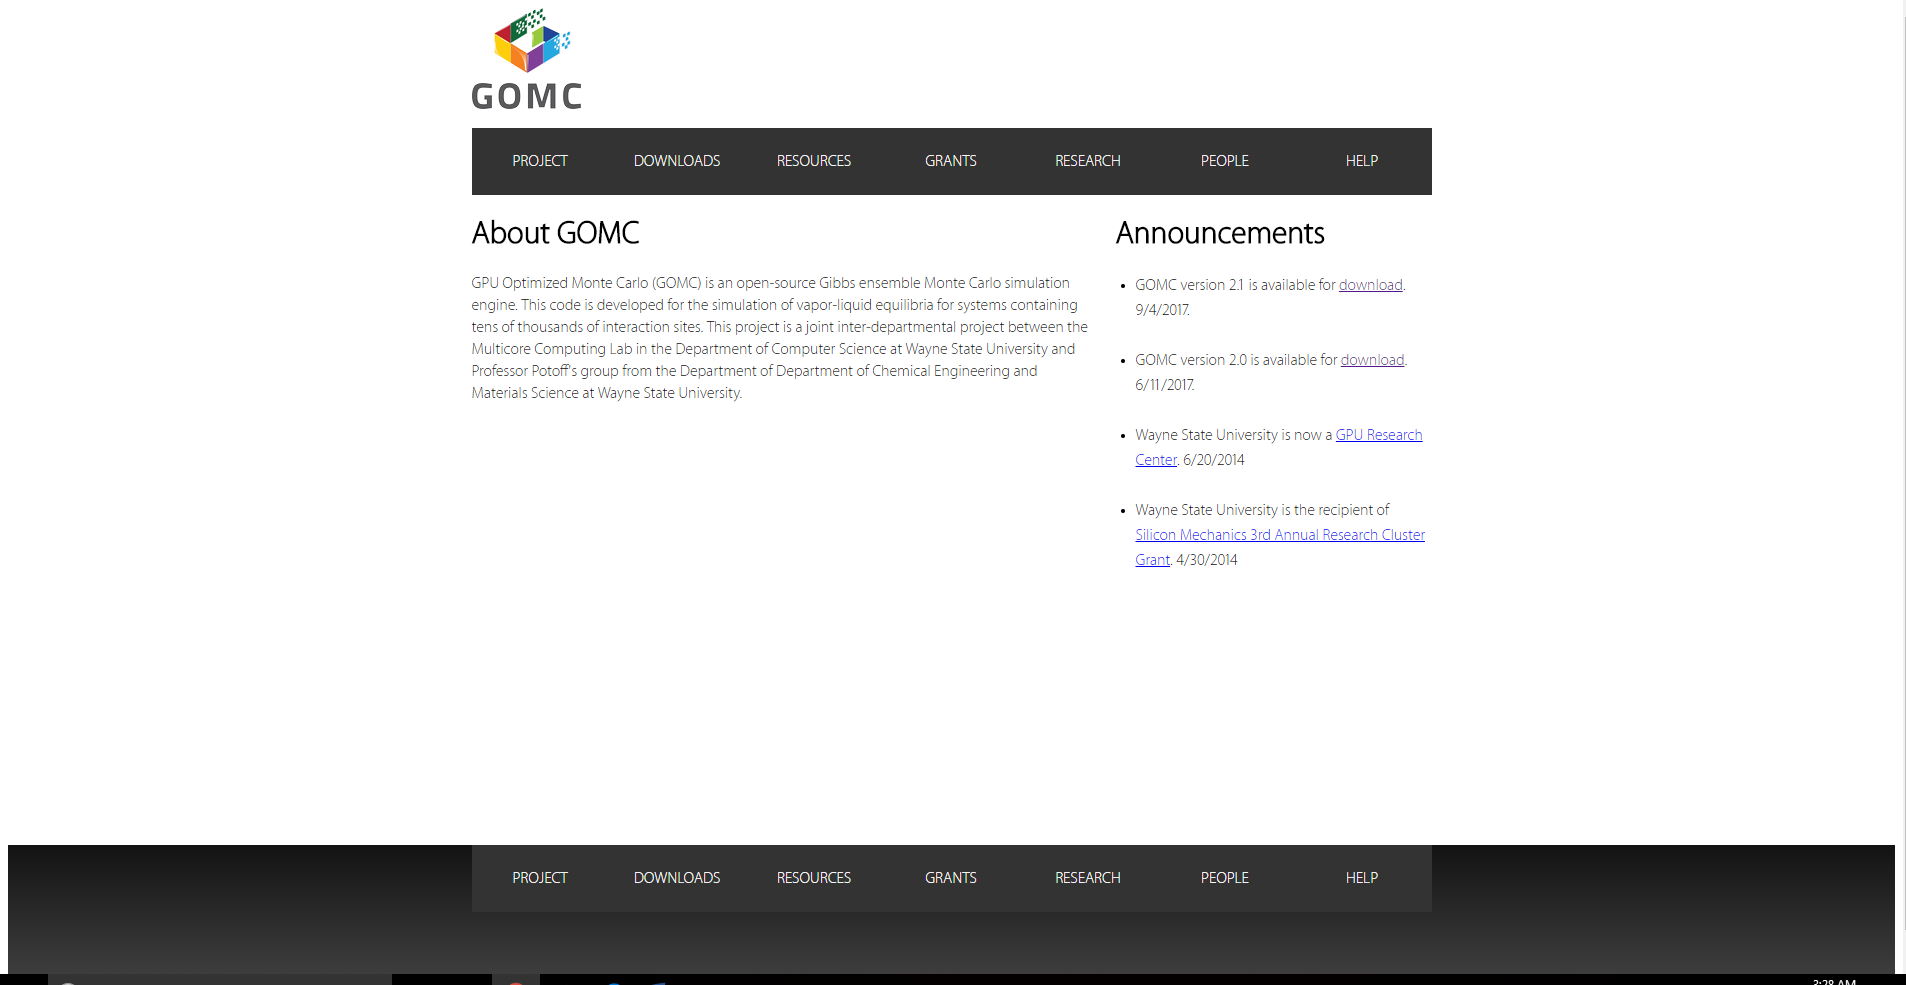 GOMC
PROJECT DOWNLOADS RESOURCES GRANTS RESEARCH PEOPLE HELP
About GOMC
GPU Optimized Monte Carlo (GOMC) is an open-source Gibbs ensemble Monte Carlo simulation
engine. This code is developed for the simulation of vapor-liquid equilibria for systems containing
tens of thousands of interaction sites. This project is a joint inter-departmental project between the
Multicore Computing Lab in the Department of Computer Science at Wayne State University and
Professor Potoff's group from the Department of Department of Chemical Engineering and
Materials Science at Wayne State University.
Announcements
• GOMC version 2.1 is available for download.
9/4/2017.
• GOMC version 2.0 is available for download.
6/11/2017.
• Wayne State University is now a GPU Research
Center. 6/20/2014
• Wayne State University is the recipient of
Silicon Mechanics 3rd Annual Research Cluster
Grant. 4/30/2014
PROJECT DOWNLOADS RESOURCES GRANTS RESEARCH PEOPLE HELP
3:28 AM